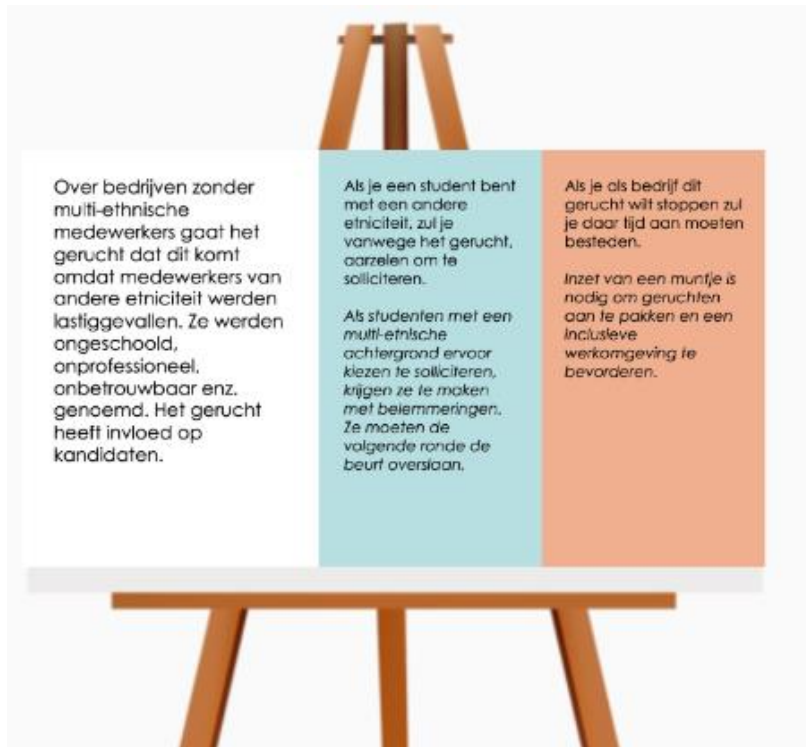 Over bedrijven zonder
multi-ethnische
medewerkers gaat het
gerucht dat dit komt
omdat medewerkers van
andere etniciteit werden
lastiggevallen. Ze werden
ongeschoold,
onprofessioneel,
onbetrouwbaar enz.
genoemd. Het gerucht
heeft invloed op
kandidaten.
Als je een student bent
met een andere
etniciteit, zul je
vanwege het gerucht,
aarzelen om te
solliciteren.
Als studenten met een
multi-etnische
achtergrond ervoor
kiezen te solliciteren,
krijgen ze te maken
met belemmeringen.
Ze moeten de
volgende ronde de
beurt overslaan.
Als je als bedrijf dit
gerucht wilt stoppen zul
je daar tijd aan moeten
besteden.
Inzet van een muntje is
nodig om geruchten
aan te pakken en een
inclusieve
werkomgeving te
bevorderen.